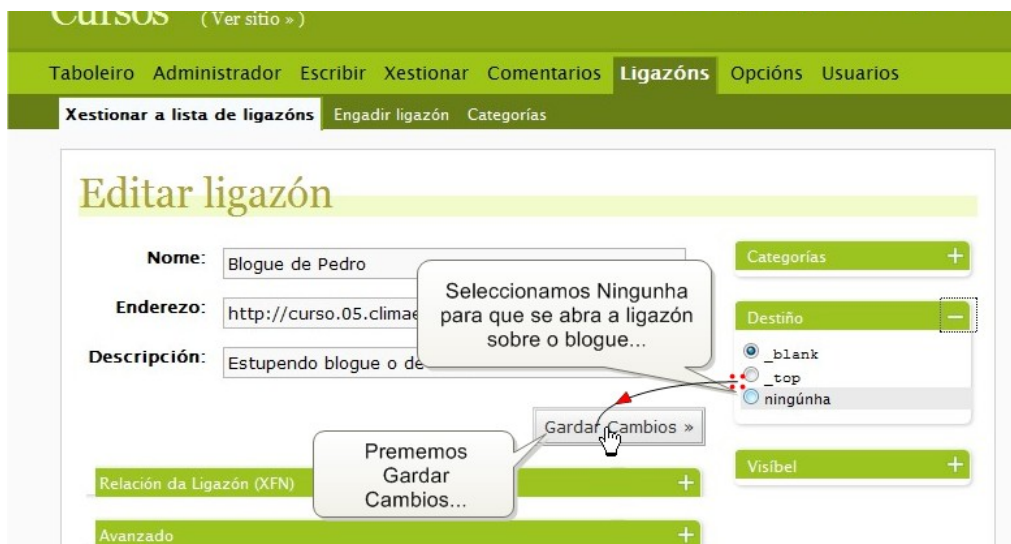 Cursos (Ver sitio »)
Taboleiro Administrador Escribir Xestionar Comentarios Ligazóns Opcións Usuarios
Xestionar a lista de ligazóns Engadir ligazón Categorías
Editar ligazón
Nome: Blogue de Pedro
Enderezo: http://curso.05.climae
Descripción: Estupendo blogue o de
Seleccionamos Ningunha
para que se abra a ligazón
sobre o blogue...
Categorías
Destiño
_blank
_top
ningúnha
Gardar Cambios »
Prememos
Gardar
Cambios...
Visíbel
Relación da Ligazón (XFN)
Avanzado